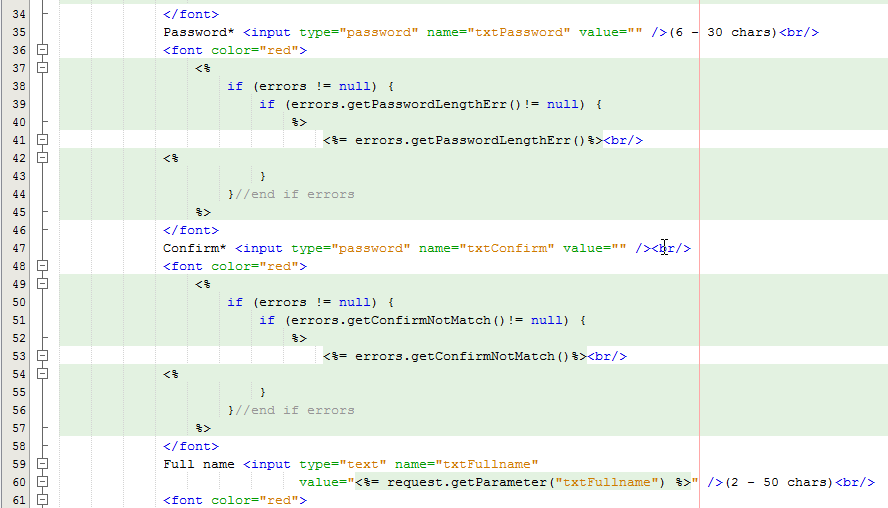 34 </font>
35 Password* <input type="password" name="txtPassword" value="" />(6 - 30 chars)<br/>
36 <font color="red">
37 <%
38 if (errors != null) {
39 if (errors.getPasswordLengthErr()!= null) {
40 %>
41 <%= errors.getPasswordLengthErr()%><br/>
42 <%
43 }
44 }//end if errors
45 %>
46 </font>
47 Confirm* <input type="password" name="txtConfirm" value="" /><br/>
48 <font color="red">
49 <%
50 if (errors != null) {
51 if (errors.getConfirmNotMatch()!= null) {
52 %>
53 <%= errors.getConfirmNotMatch()%><br/>
54 <%
55 }
56 }//end if errors
57 %>
58 </font>
59 Full name <input type="text" name="txtFullname"
60 value="<%= request.getParameter("txtFullname") %>" />(2 - 50 chars)<br/>
61 <font color="red">